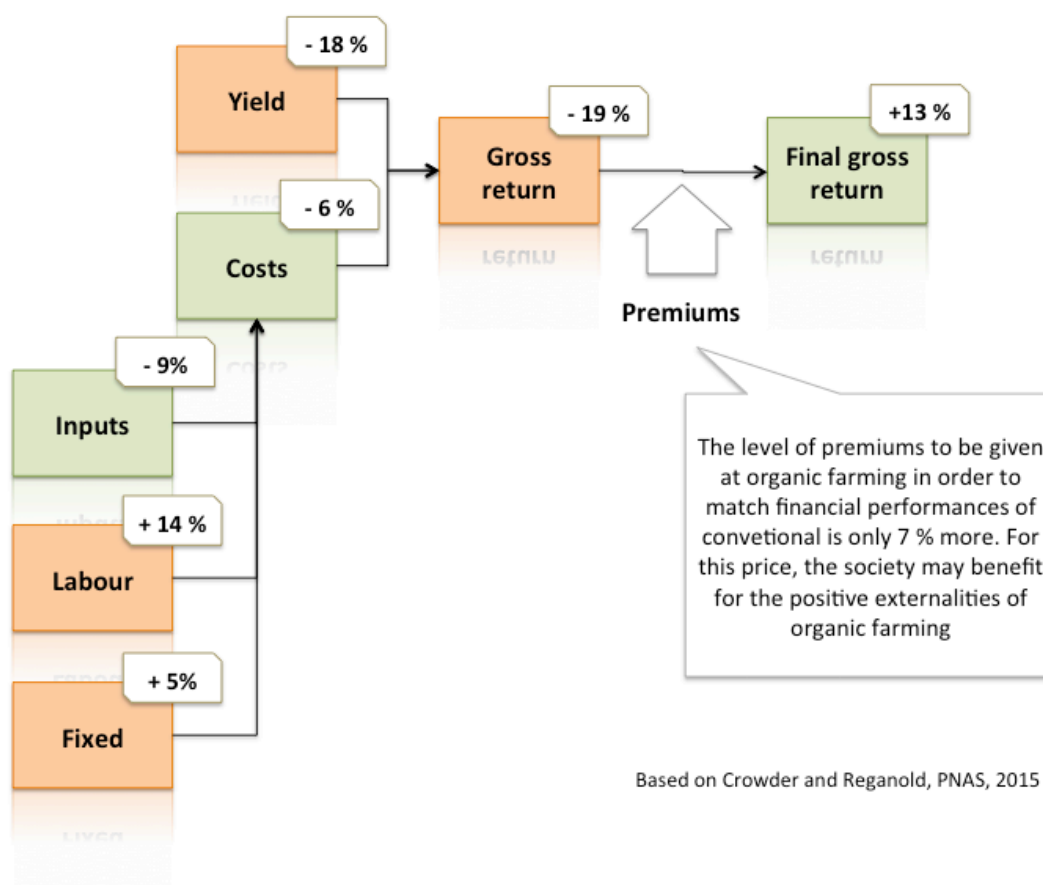 - 18 %
Yield
- 6 %
Costs
- 9%
Inputs
+ 14 %
Labour
+ 5%
Fixed
- 19 %
Gross
return
+13 %
Final gross
return
Premiums
The level of premiums to be given
at organic farming in order to
match financial performances of
convetional is only 7 % more. For
this price, the society may benefit
for the positive externalities of
organic farming
Based on Crowder and Reganold, PNAS, 2015